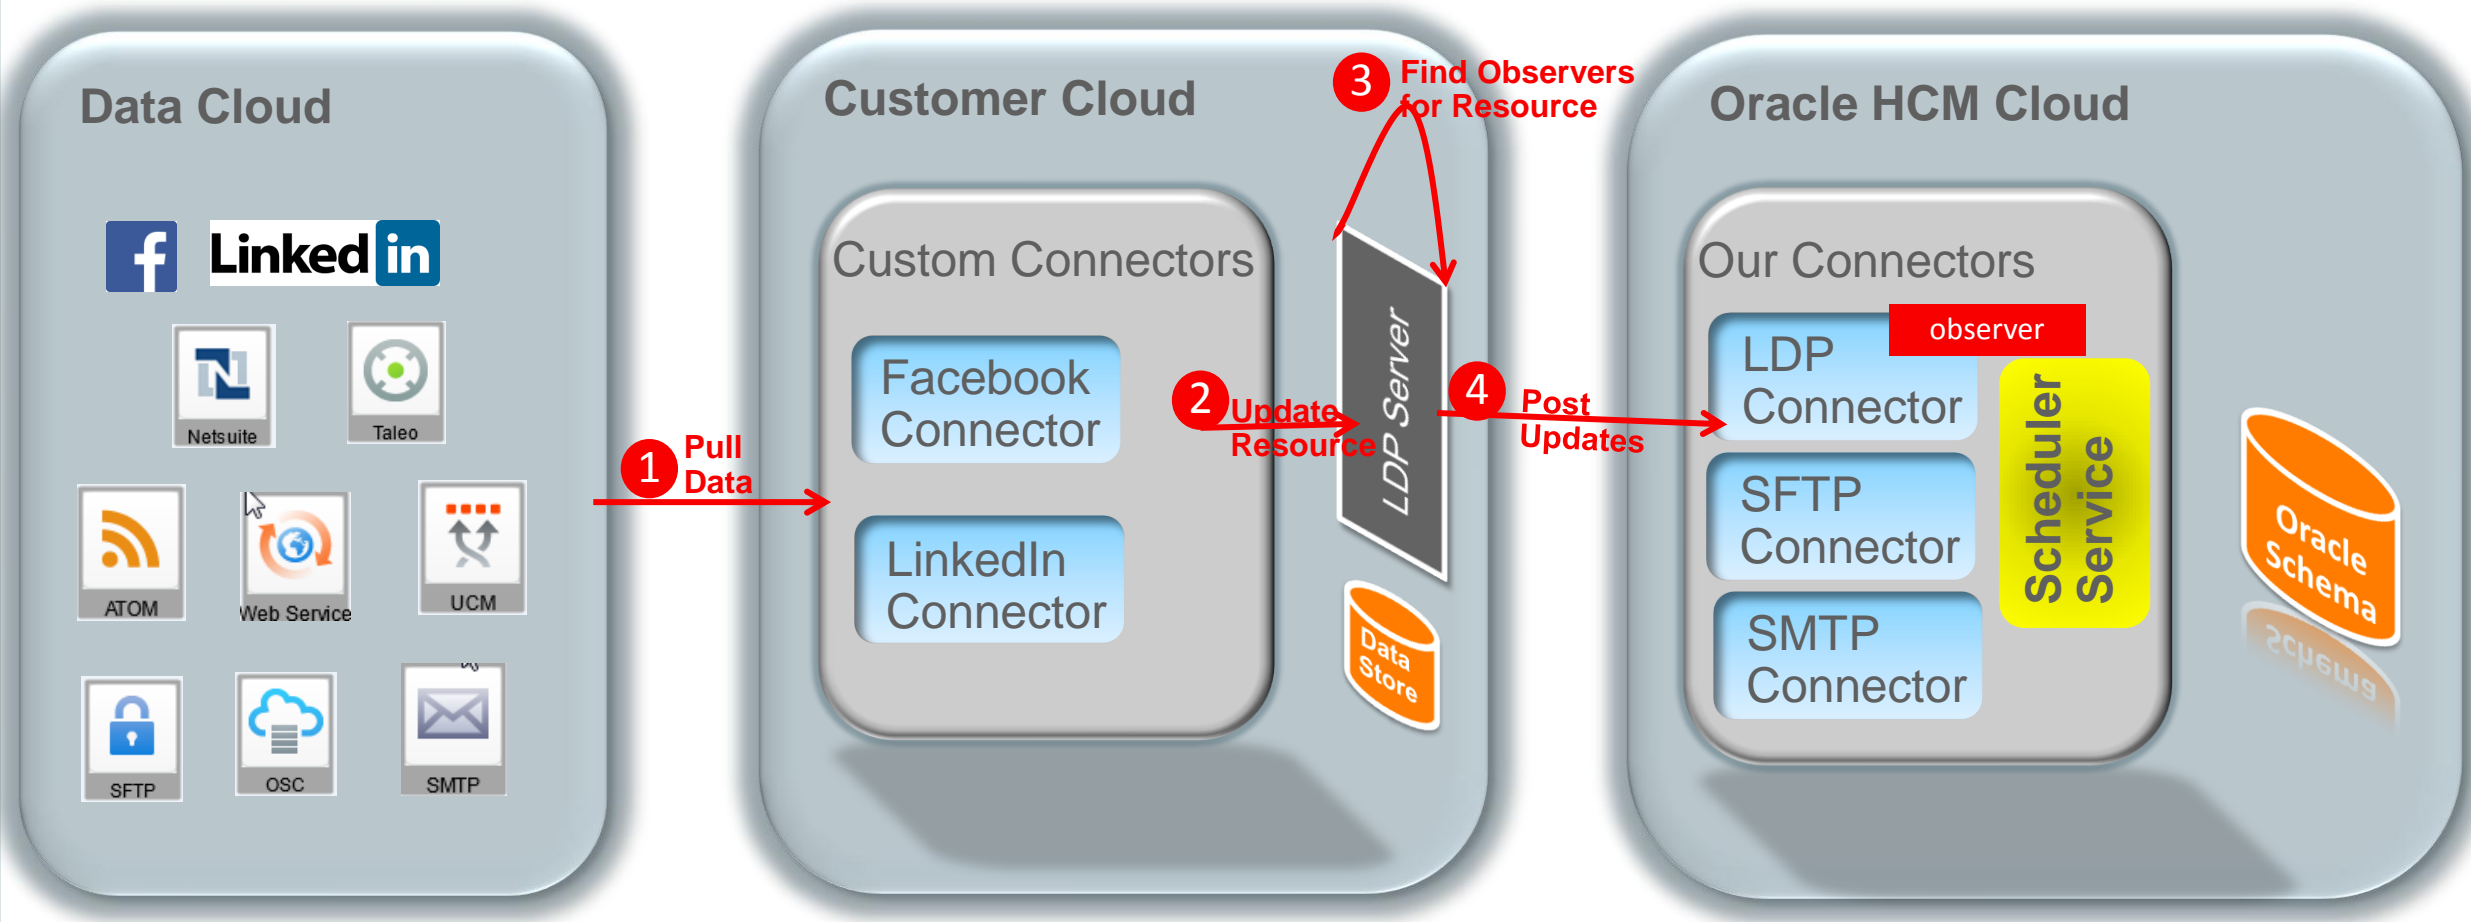 Data Cloud
f
Linked in
Netsuite
Taleo
ATOM
Web Service
UCM
SFTP
OSC
SMTP
1
Pull
Data
Customer Cloud
Custom Connectors
Facebook
Connector
LinkedIn
Connector
2
Update
Resource
3
Find Observers
for Resource
LDP Server
Data
Store
4
Post
Updates
Oracle HCM Cloud
Our Connectors
observer
LDP
Connector
SFTP
Connector
SMTP
Connector
Scheduler
Service
Oracle
Schema